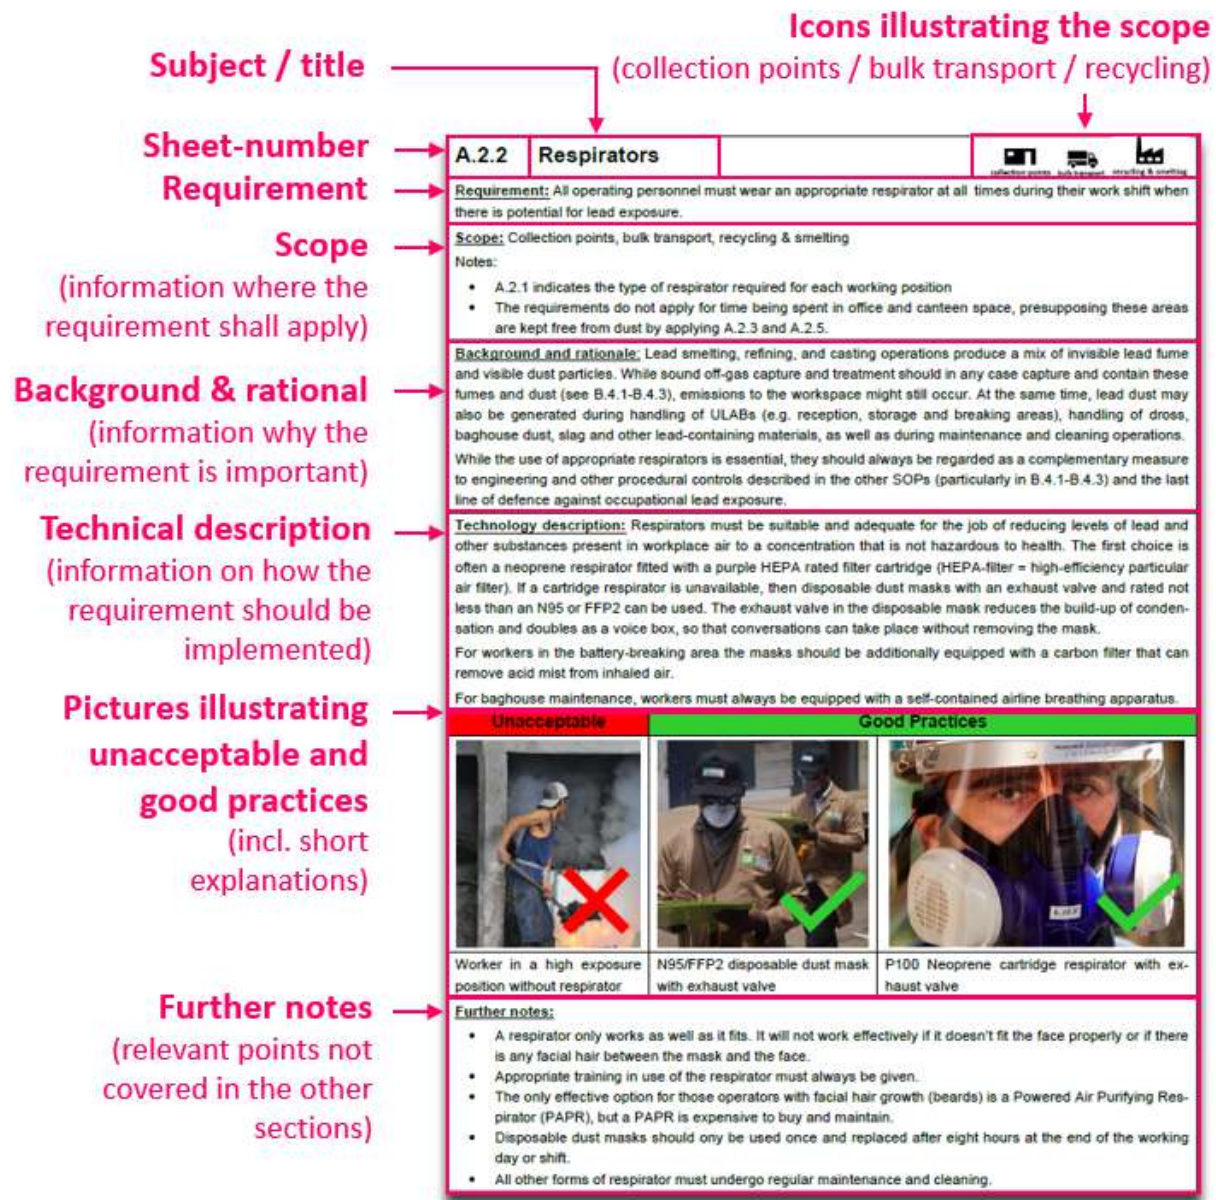 Icons illustrating the scope
(collection points / bulk transport / recycling)
Subject / title
Sheet-number
Requirement
Scope
(information where the
requirement shall apply)
Background & rational
(information why the
requirement is important)
Technical description
(information on how the
requirement should be
implemented)
Pictures illustrating
unacceptable and
good practices
(incl. short
explanations)
Further notes
(relevant points not
covered in the other
sections)
A.2.2 Respirators
collection points bulk transport recycling & smelting
Requirement: All operating personnel must wear an appropriate respirator at all times during their work shift when
there is potential for lead exposure.
Scope: Collection points, bulk transport, recycling & smelting
Notes:
• A.2.1 indicates the type of respirator required for each working position
• The requirements do not apply for time being spent in office and canteen space, presupposing these areas
are kept free from dust by applying A.2.3 and A.2.5.
Background and rationale: Lead smelting, refining, and casting operations produce a mix of invisible lead fume
and visible dust particles. While sound off-gas capture and treatment should in any case capture and contain these
fumes and dust (see B.4.1-B.4.3), emissions to the workspace might still occur. At the same time, lead dust may
also be generated during handling of ULABs (e.g. reception, storage and breaking areas), handling of dross,
baghouse dust, slag and other lead-containing materials, as well as during maintenance and cleaning operations.
While the use of appropriate respirators is essential, they should always be regarded as a complementary measure
to engineering and other procedural controls described in the other SOPs (particularly in B.4.1-B.4.3) and the last
line of defence against occupational lead exposure.
Technology description: Respirators must be suitable and adequate for the job of reducing levels of lead and
other substances present in workplace air to a concentration that is not hazardous to health. The first choice is
often a neoprene respirator fitted with a purple HEPA rated filter cartridge (HEPA-filter = high-efficiency particular
air filter). If a cartridge respirator is unavailable, then disposable dust masks with an exhaust valve and rated not
less than an N95 or FFP2 can be used. The exhaust valve in the disposable mask reduces the build-up of conden-
sation and doubles as a voice box, so that conversations can take place without removing the mask.
For workers in the battery-breaking area the masks should be additionally equipped with a carbon filter that can
remove acid mist from inhaled air.
For baghouse maintenance, workers must always be equipped with a self-contained airline breathing apparatus.
Unacceptable Good Practices
Worker in a high exposure
position without respirator
N95/FFP2 disposable dust mask
with exhaust valve
P100 Neoprene cartridge respirator with ex-
haust valve
Further notes:
• A respirator only works as well as it fits. It will not work effectively if it doesn't fit the face properly or if there
is any facial hair between the mask and the face.
• Appropriate training in use of the respirator must always be given.
• The only effective option for those operators with facial hair growth (beards) is a Powered Air Purifying Res-
pirator (PAPR), but a PAPR is expensive to buy and maintain.
• Disposable dust masks should ony be used once and replaced after eight hours at the end of the working
day or shift.
• All other forms of respirator must undergo regular maintenance and cleaning.